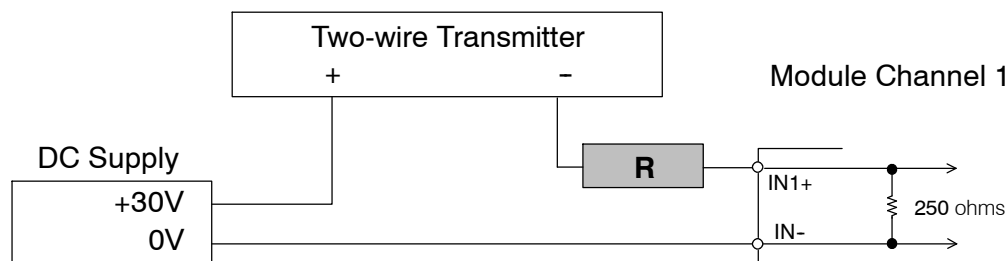 Two-wire Transmitter
+ –
Module Channel 1
DC Supply
R
+30V
IN1+
250 ohms
0V
IN–